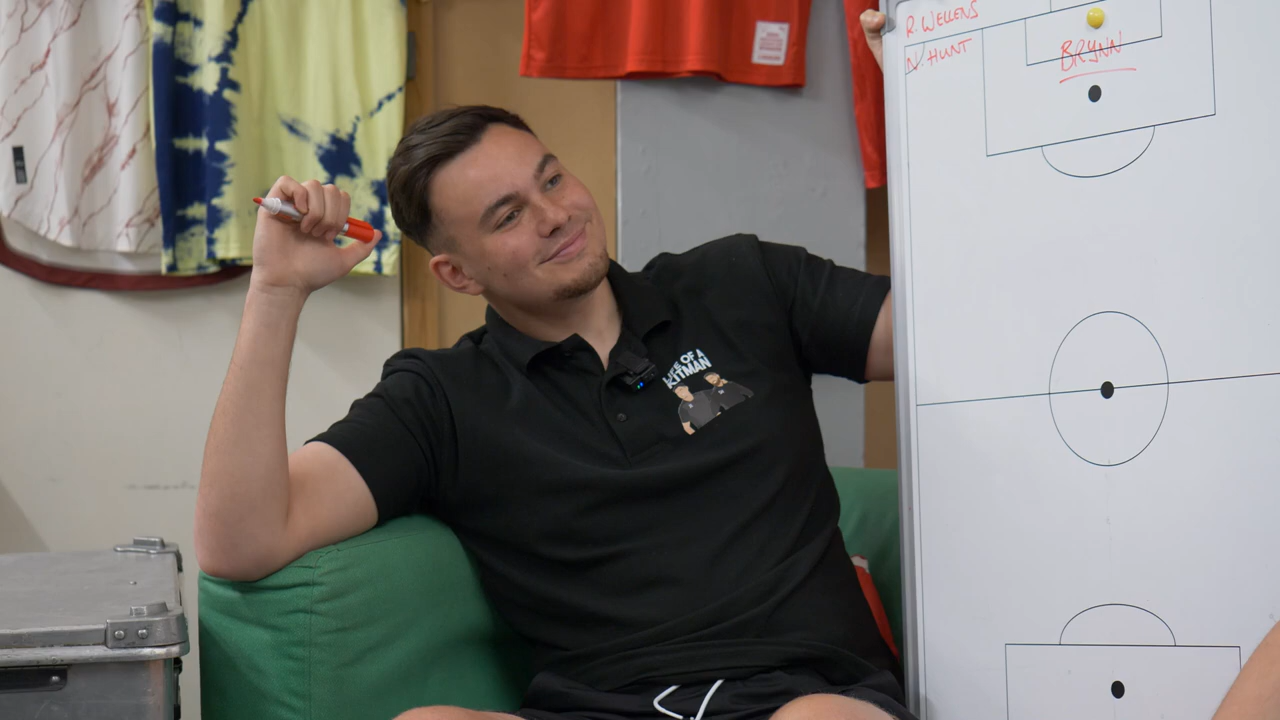 R. WELLENS
N HUNT
BRYNN
LIFE OF A
KITMAN